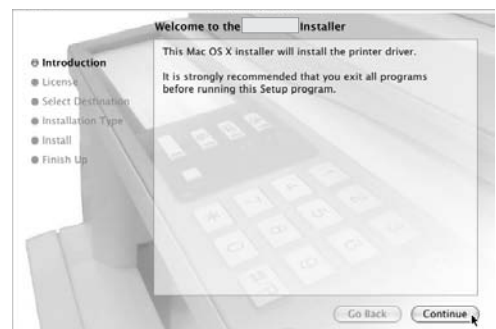 Welcome to the Installer
Introduction
License
Select Destination
Installation Type
Install
Finish Up
This Mac OS X installer will install the printer driver.
It is strongly recommended that you exit all programs
before running this Setup program.
Go Back
Continue